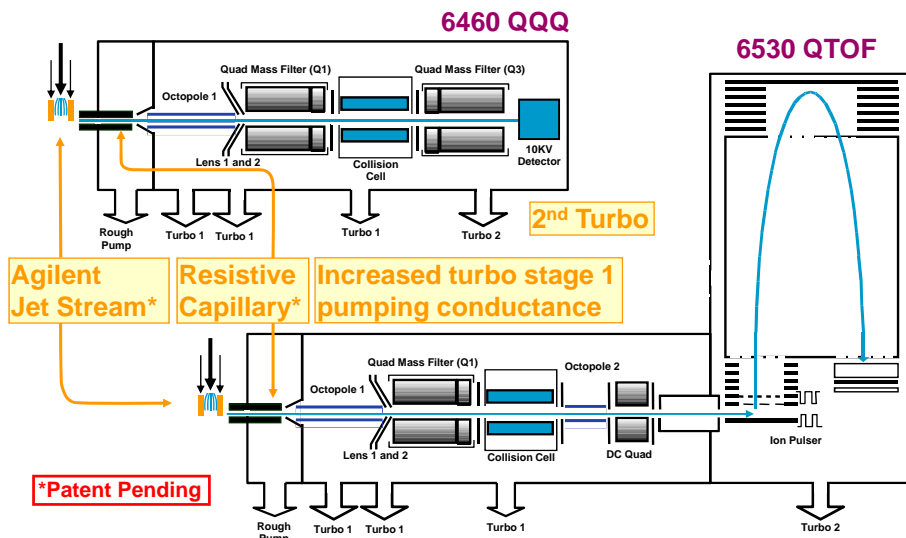 6460 QQQ
6530 QTOF
Quad Mass Filter (Q1)
Quad Mass Filter (Q3)
Octopole 1
10KV
Detector
Lens 1 and 2
Collision
Cell
Rough
Pump
Turbo 1
Turbo 1
Turbo 1
Turbo 2
2nd Turbo
Agilent
Jet Stream*
Resistive
Capillary*
Increased turbo stage 1
pumping conductance
Quad Mass Filter (Q1)
Octopole 1
Octopole 2
Lens 1 and 2
Collision Cell
DC Quad
Ion Pulser
*Patent Pending
Rough
Pump
Turbo 1
Turbo 1
Turbo 1
Turbo 2